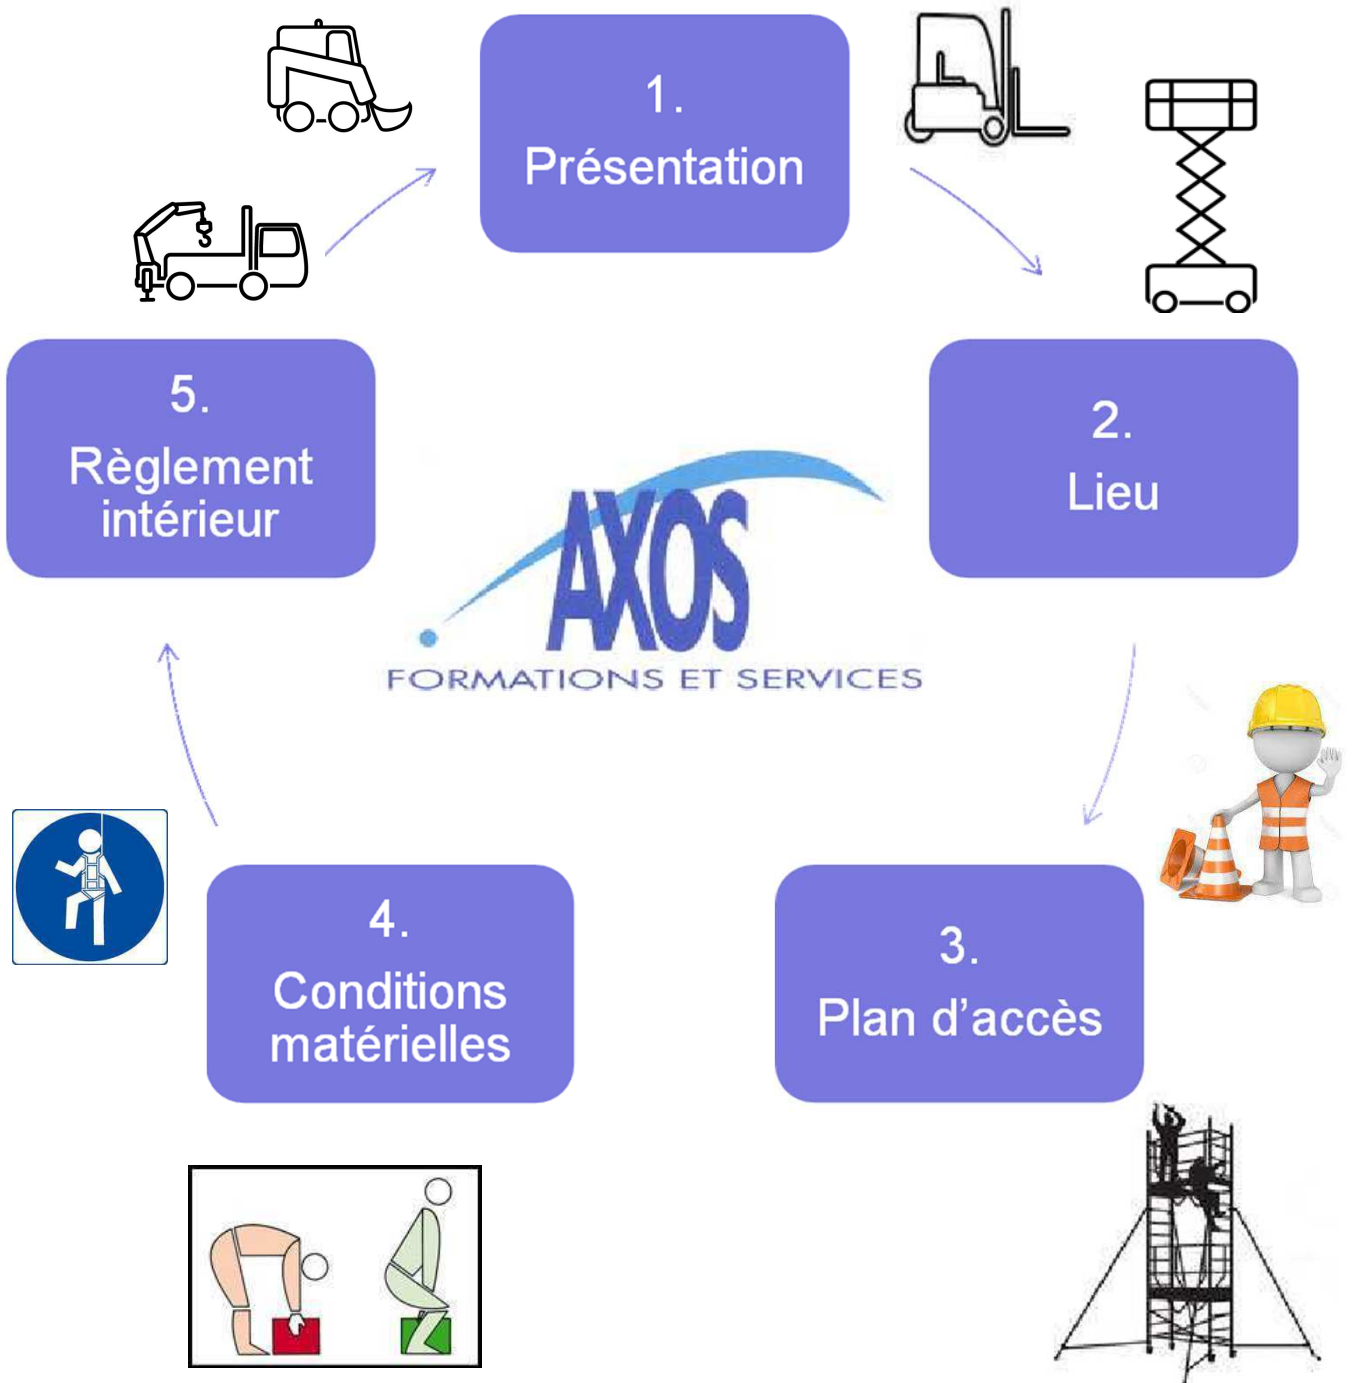 1.
Présentation
2.
Lieu
3.
Plan d’accès
4.
Conditions
matérielles
5.
Règlement
intérieur
AXOS
FORMATIONS ET SERVICES